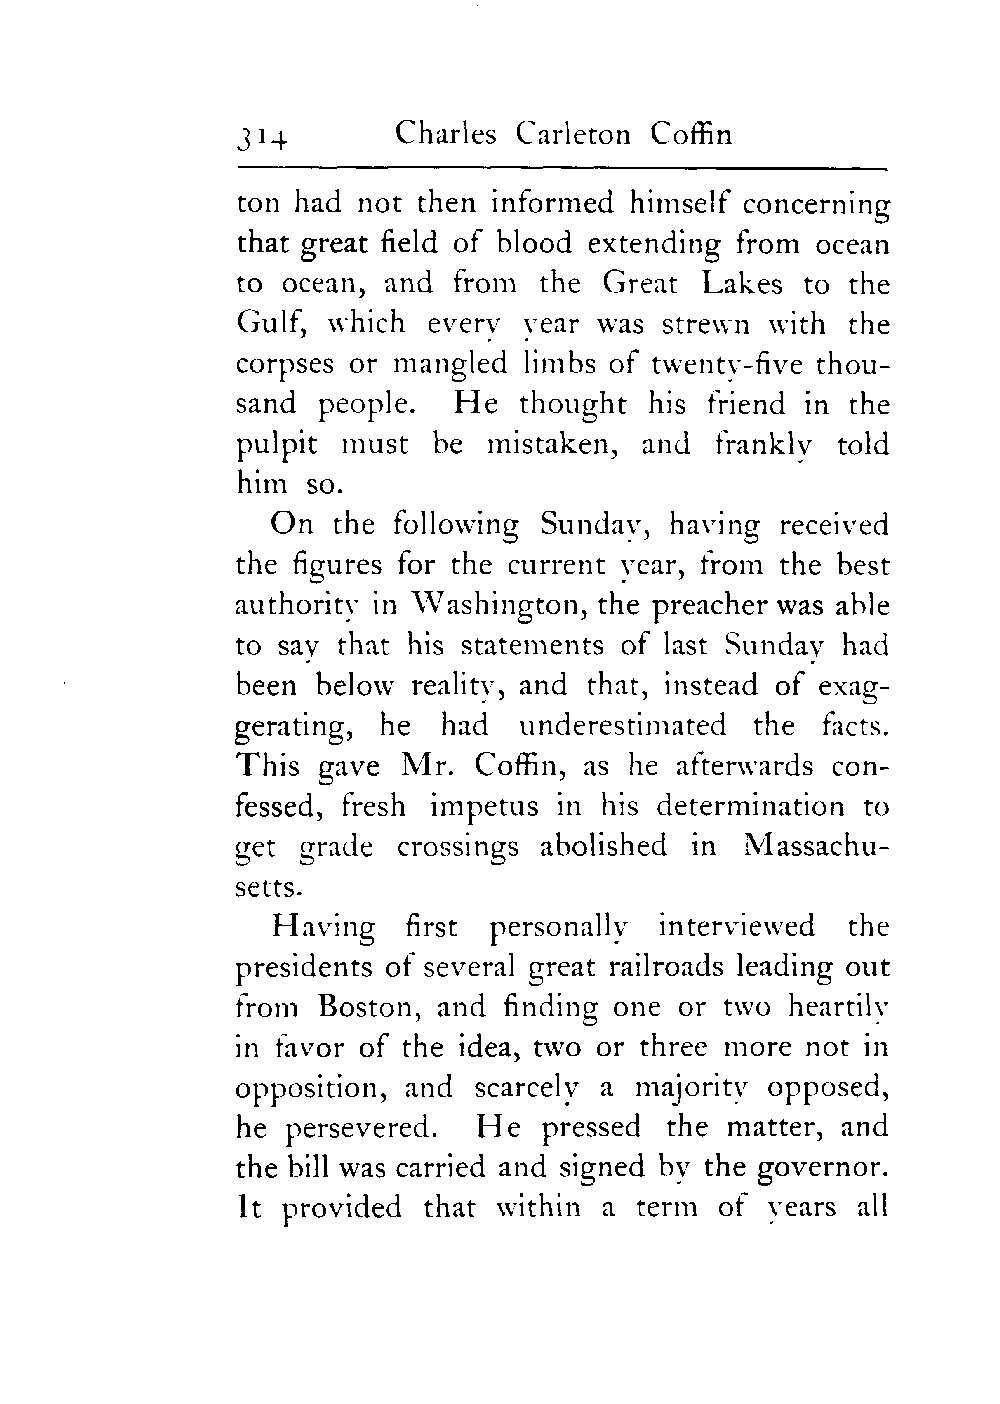 314 Charles Carleton Coffin
ton had not then informed himself concerning
that great field of blood extending from ocean
to ocean, and from the Great Lakes to the
Gulf, which every year was strewn with the
corpses or mangled limbs of twenty-five thou-
sand people. He thought his friend in the
pulpit must be mistaken, and frankly told
him so.
On the following Sunday, having received
the figures for the current year, from the best
authority in Washington, the preacher was able
to say that his statements of last Sunday had
been below reality, and that, instead of exag-
gerating, he had underestimated the facts.
This gave Mr. Coffin, as he afterwards con-
fessed, fresh impetus in his determination to
get grade crossings abolished in Massachu-
setts.
Having first personally interviewed the
presidents of several great railroads leading out
from Boston, and finding one or two heartily
in favor of the idea, two or three more not in
opposition, and scarcely a majority opposed,
he persevered. He pressed the matter, and
the bill was carried and signed by the governor.
It provided that within a term of years all